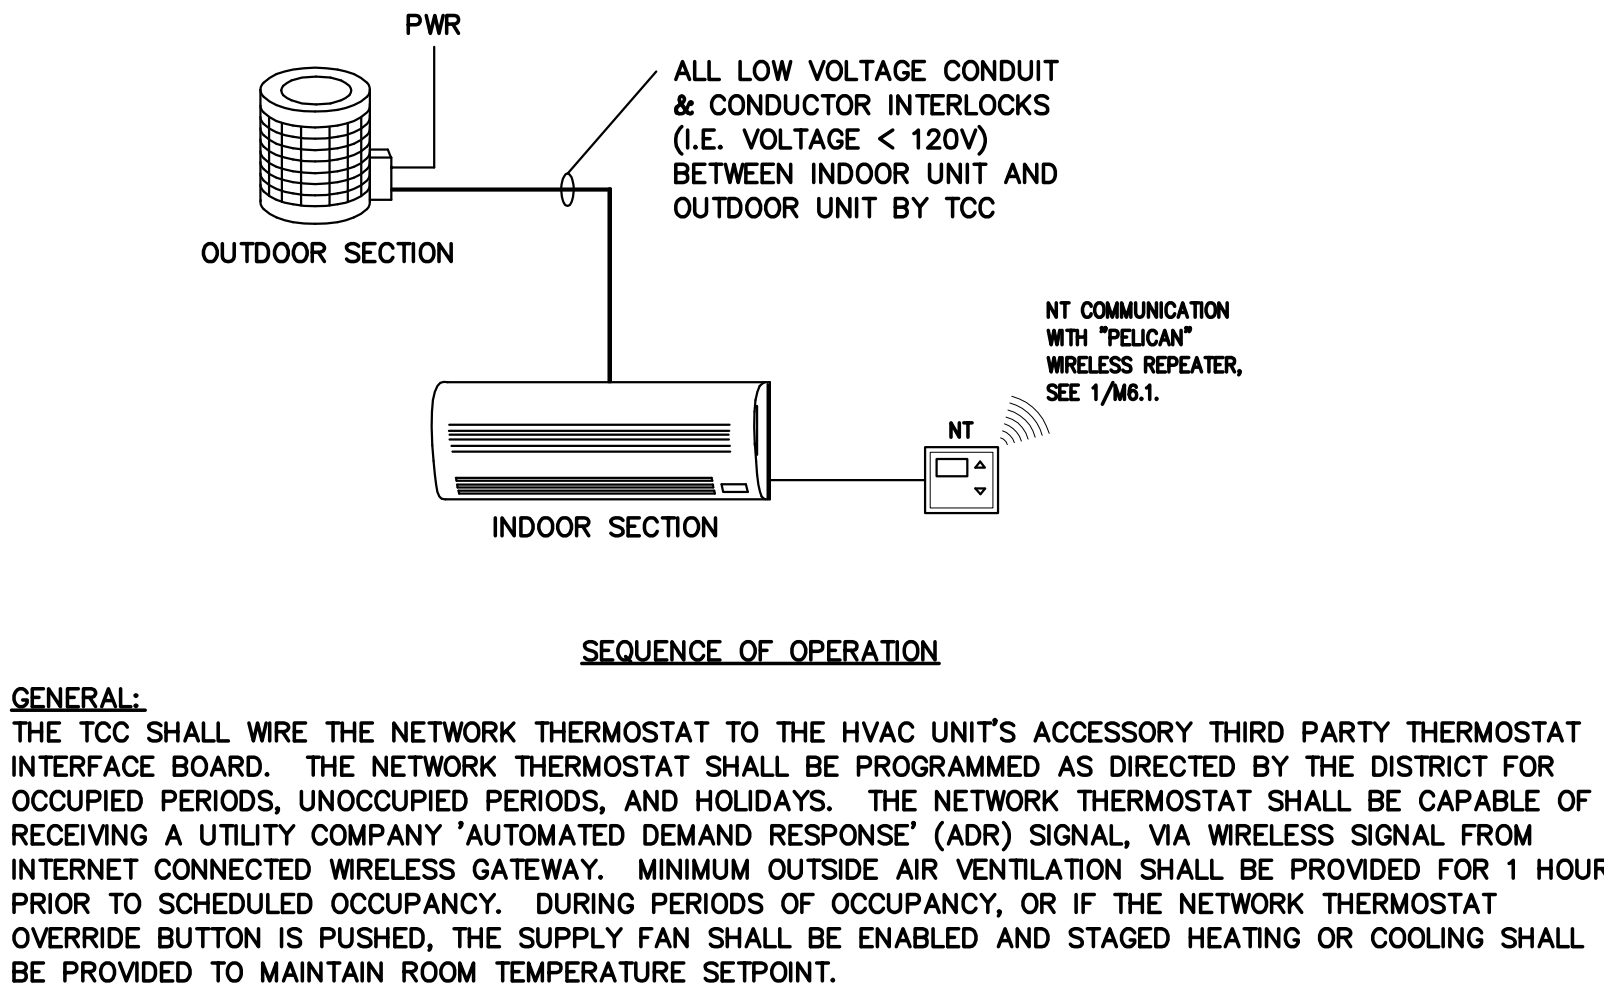 PWR
ALL LOW VOLTAGE CONDUIT
& CONDUCTOR INTERLOCKS
(I.E. VOLTAGE < 120V)
BETWEEN INDOOR UNIT AND
OUTDOOR UNIT BY TCC
OUTDOOR SECTION
NT COMMUNICATION
WITH "PELICAN"
WIRELESS REPEATER,
SEE 1/M6.1.
NT
INDOOR SECTION
SEQUENCE OF OPERATION
GENERAL:
THE TCC SHALL WIRE THE NETWORK THERMOSTAT TO THE HVAC UNIT'S ACCESSORY THIRD PARTY THERMOSTAT
INTERFACE BOARD. THE NETWORK THERMOSTAT SHALL BE PROGRAMMED AS DIRECTED BY THE DISTRICT FOR
OCCUPIED PERIODS, UNOCCUPIED PERIODS, AND HOLIDAYS. THE NETWORK THERMOSTAT SHALL BE CAPABLE OF
RECEIVING A UTILITY COMPANY 'AUTOMATED DEMAND RESPONSE' (ADR) SIGNAL, VIA WIRELESS SIGNAL FROM
INTERNET CONNECTED WIRELESS GATEWAY. MINIMUM OUTSIDE AIR VENTILATION SHALL BE PROVIDED FOR 1 HOUR
PRIOR TO SCHEDULED OCCUPANCY. DURING PERIODS OF OCCUPANCY, OR IF THE NETWORK THERMOSTAT
OVERRIDE BUTTON IS PUSHED, THE SUPPLY FAN SHALL BE ENABLED AND STAGED HEATING OR COOLING SHALL
BE PROVIDED TO MAINTAIN ROOM TEMPERATURE SETPOINT.